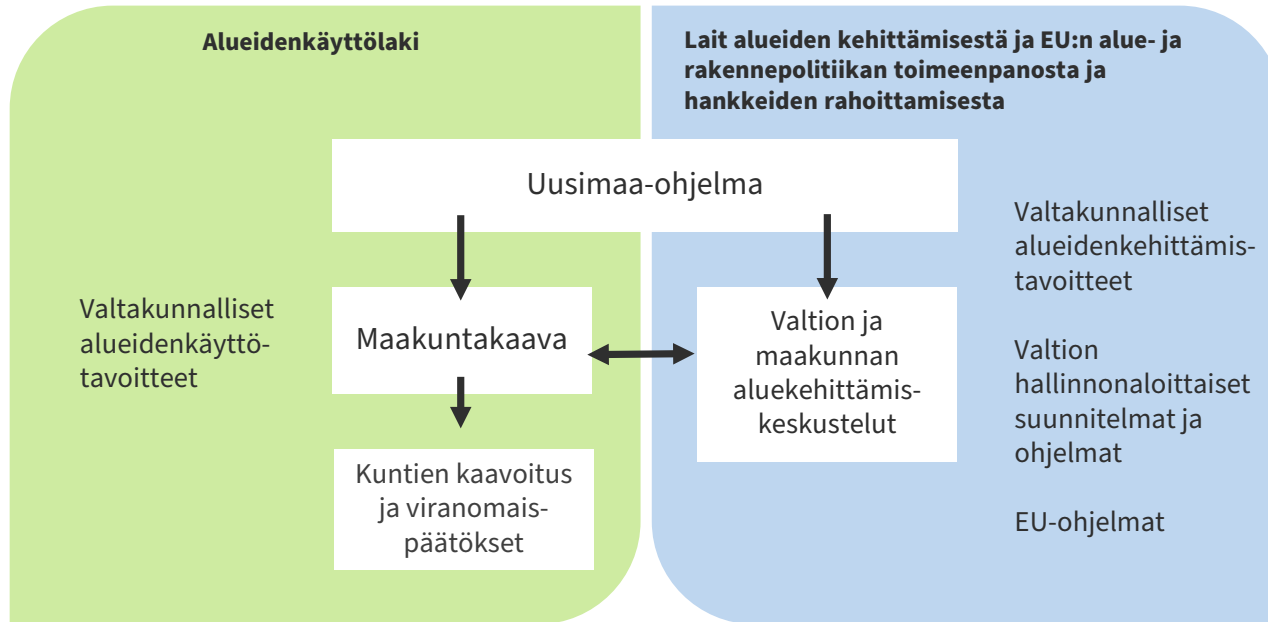 Alueidenkäyttölaki
Lait alueiden kehittämisestä ja EU:n alue- ja
rakennepolitiikan toimeenpanosta ja
hankkeiden rahoittamisesta
Uusimaa-ohjelma
Valtakunnalliset
alueidenkäyttö-
tavoitteet
Maakuntakaava
Kuntien kaavoitus
ja viranomais-
päätökset
Valtion ja
maakunnan
aluekehittämis-
keskustelut
Valtakunnalliset
alueidenkehittämis-
tavoitteet
Valtion
hallinnonaloittaiset
suunnitelmat ja
ohjelmat
EU-ohjelmat